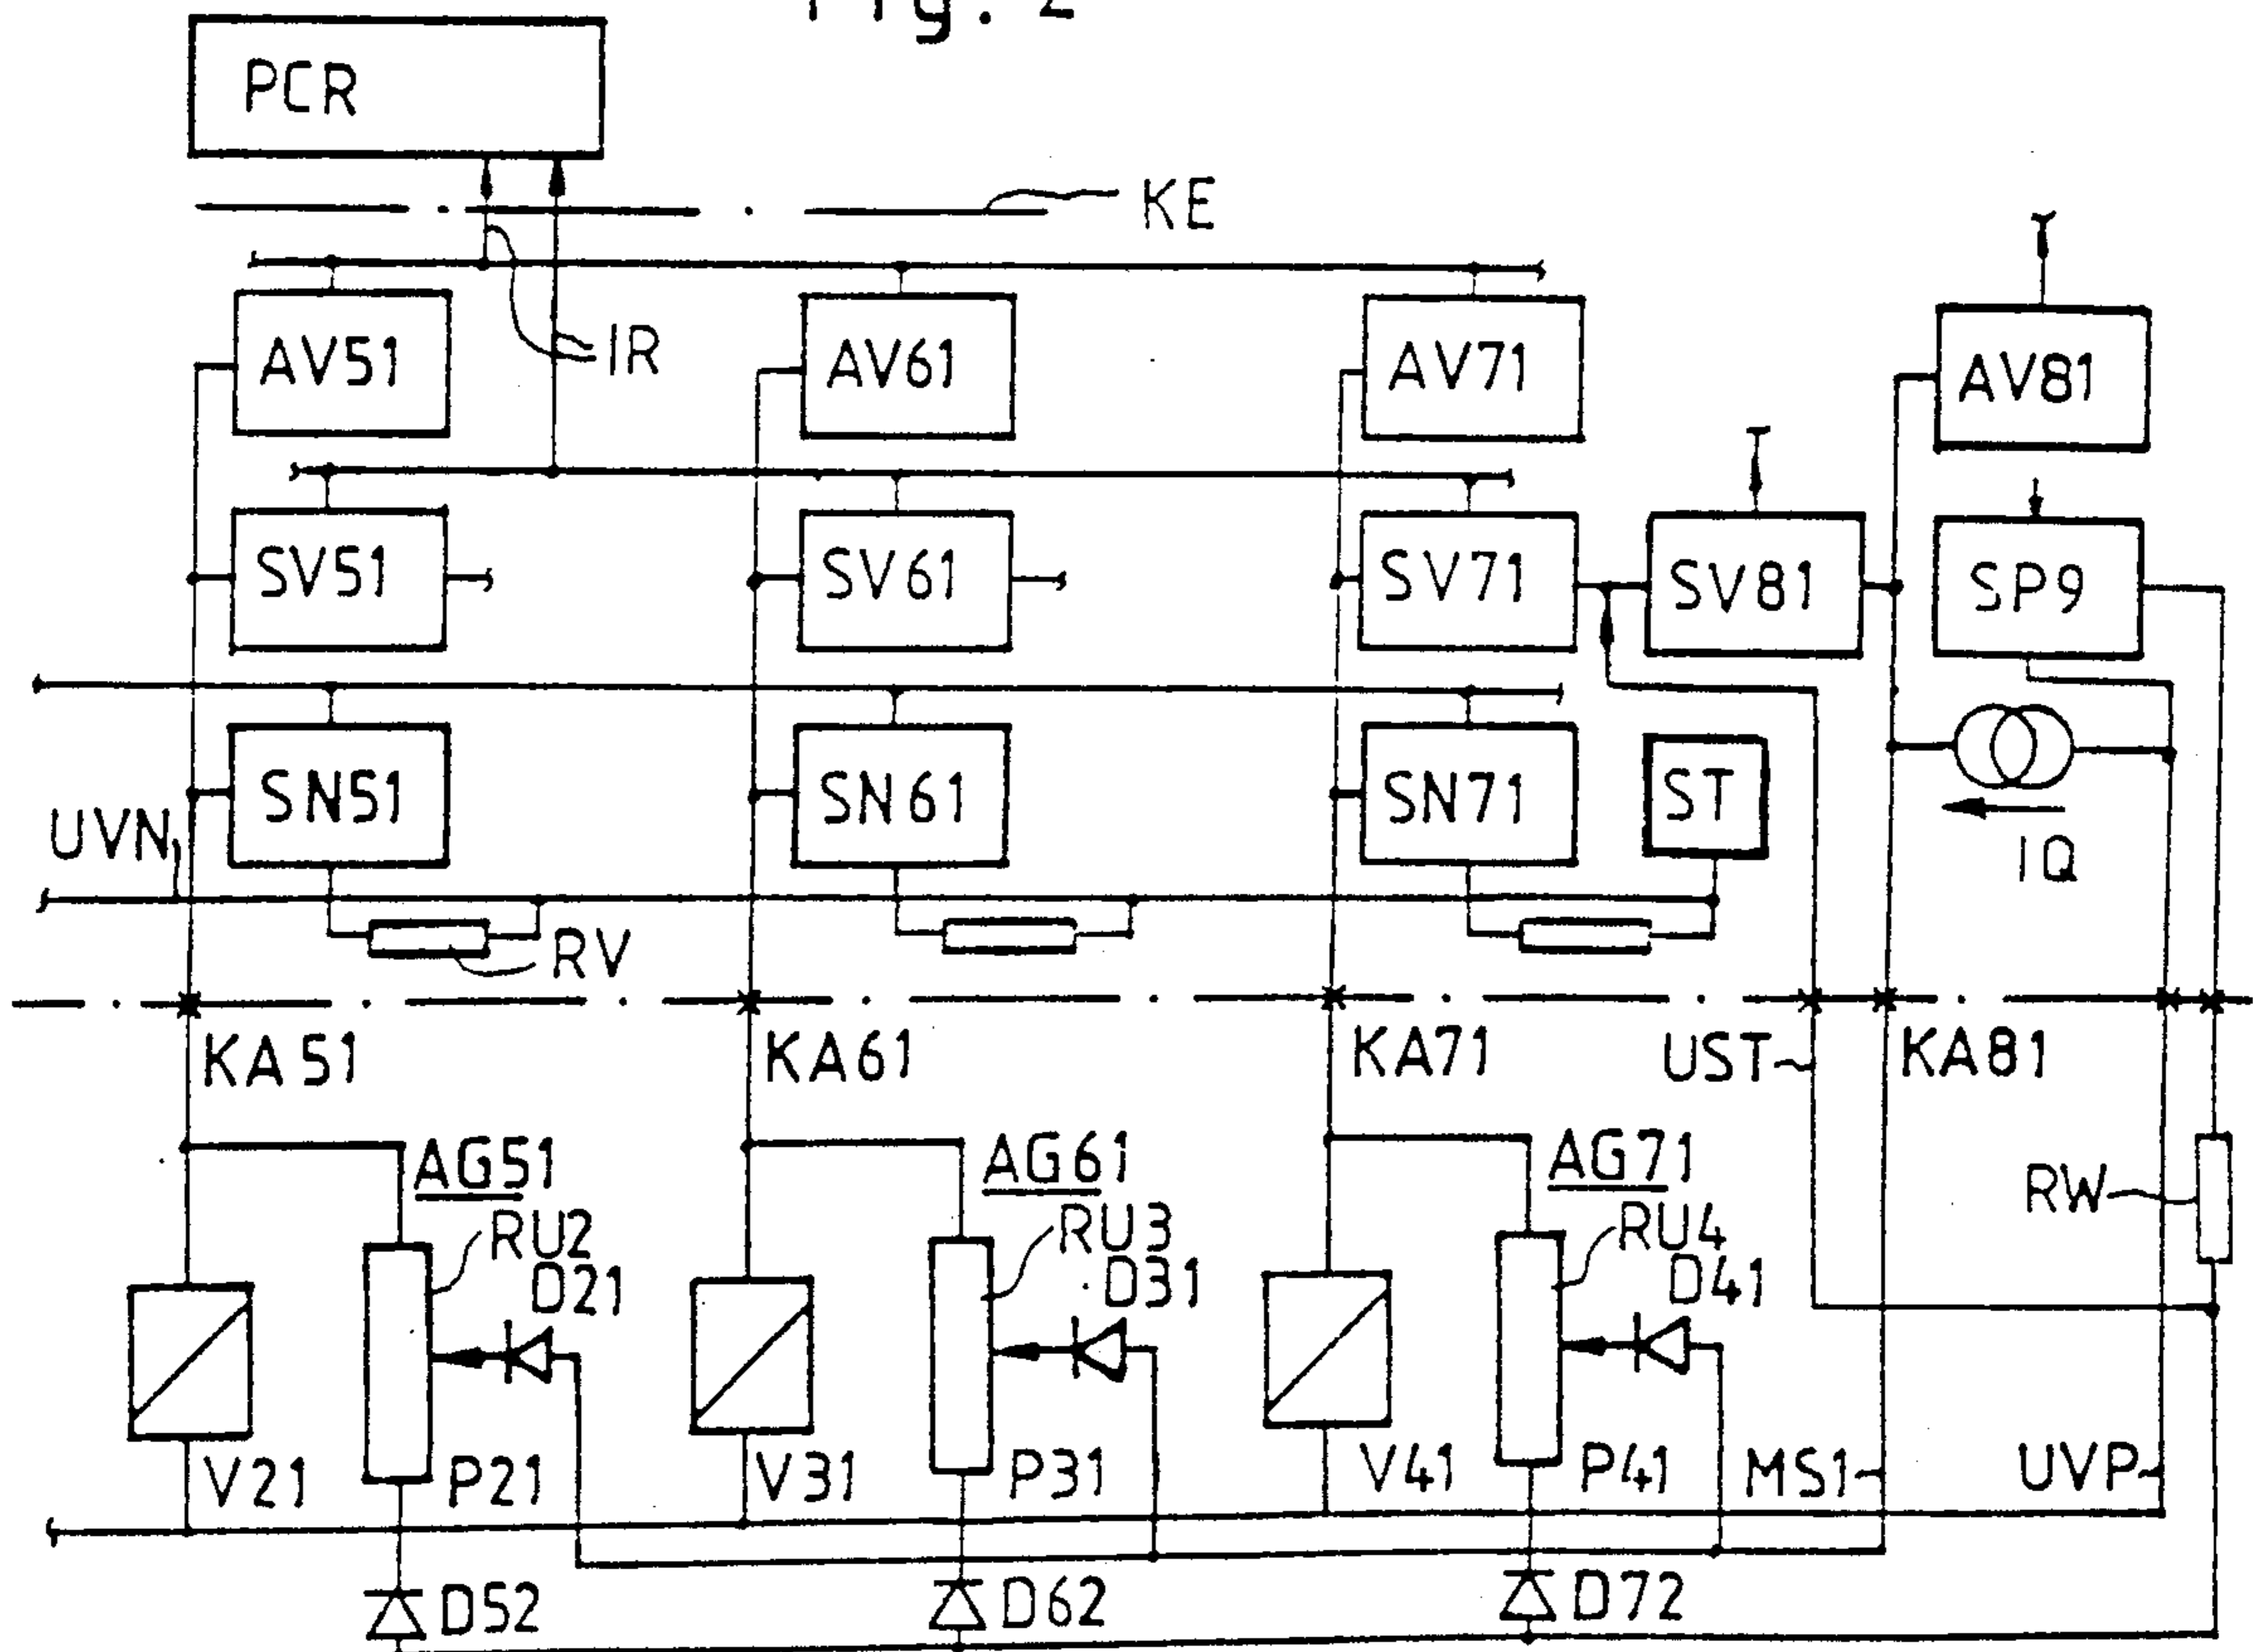 Fig. 2
PCR
KE
IR
AV51
AV61
AV71
AV81
SV51
SV61
SV71
SV81
SP9
SN51
SN61
SN71
ST
UVN
IQ
RV
KA51
KA61
KA71
UST
KA81
AG51
AG61
AG71
RW
RU2
RU3
RU4
D21
D31
D41
V21
P21
V31
P31
V41
P41
MS1
UVP
D52
D62
D72